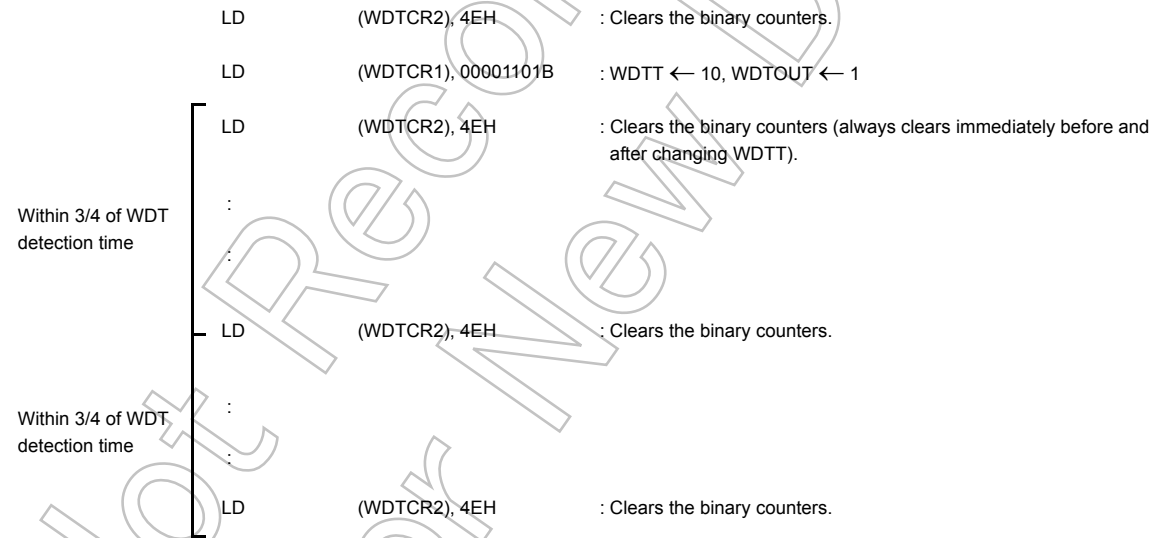 LD (WDTCR2), 4EH : Clears the binary counters.
LD (WDTCR1), 00001101B : WDTT ← 10, WDTOUT ← 1
LD (WDTCR2), 4EH : Clears the binary counters (always clears immediately before and
after changing WDTT).
:
Within 3/4 of WDT
detection time
:
LD (WDTCR2), 4EH : Clears the binary counters.
:
Within 3/4 of WDT
detection time
:
LD (WDTCR2), 4EH : Clears the binary counters.